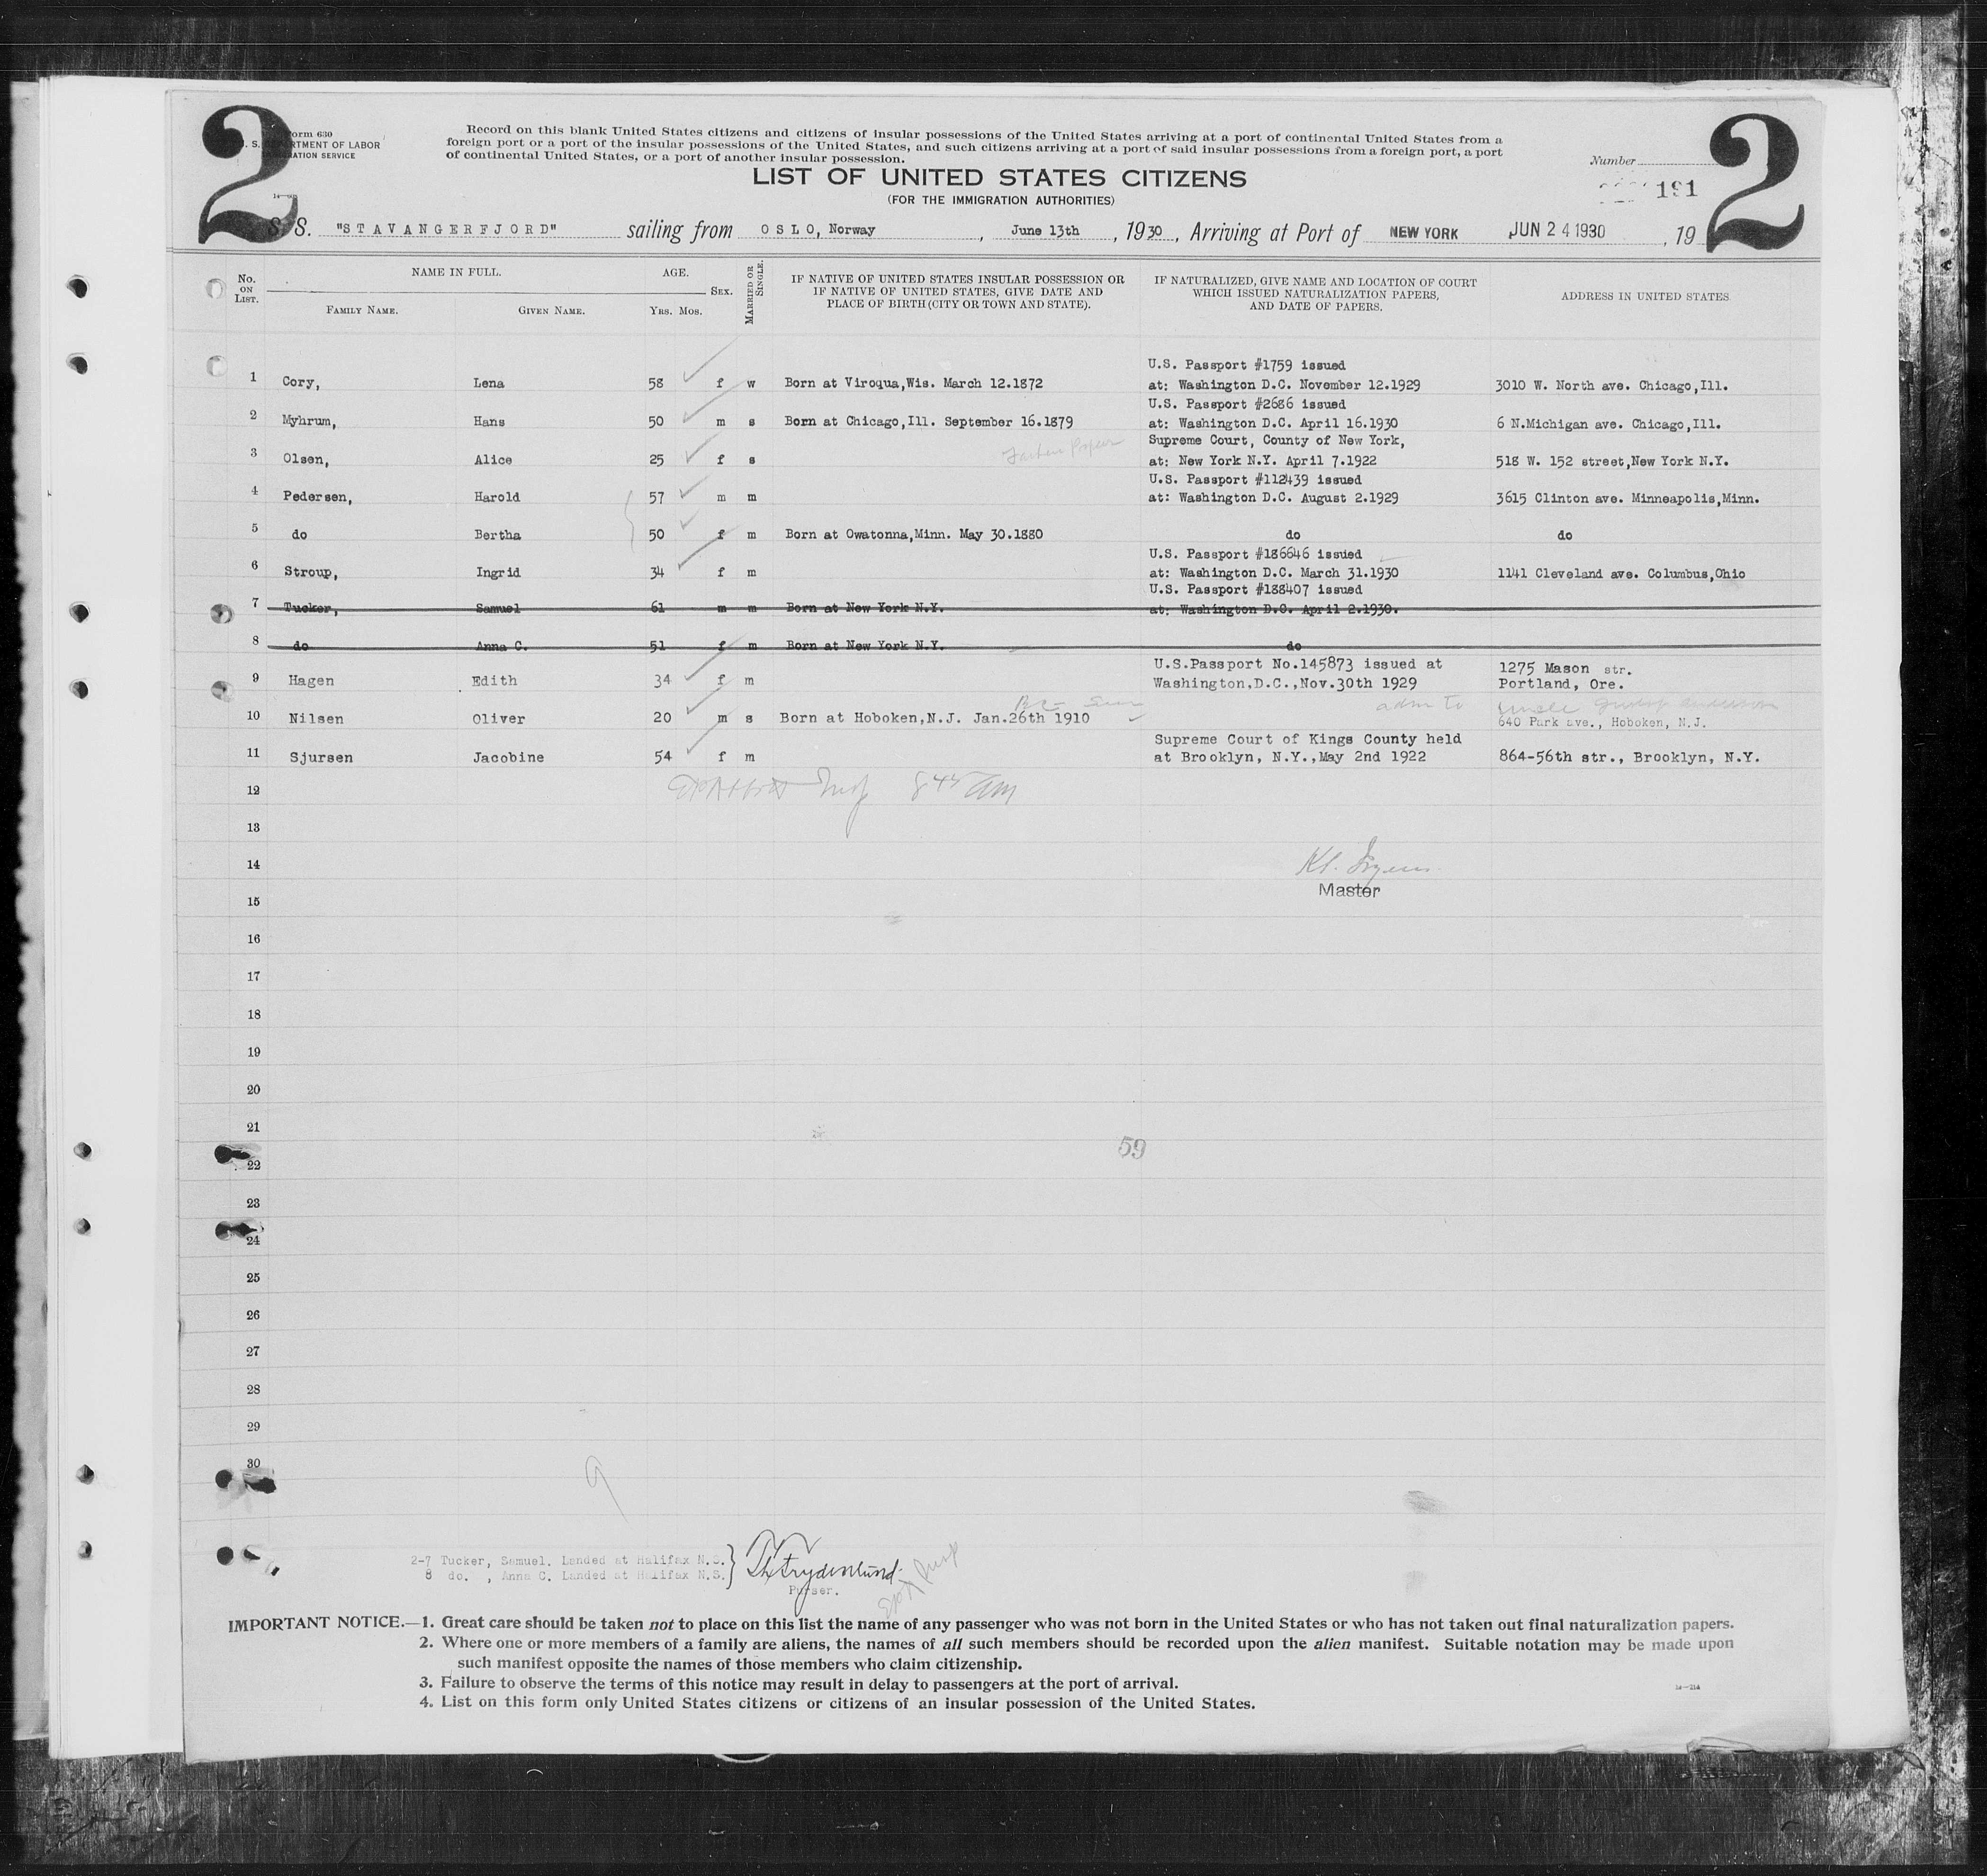 2 2
Form 630
U. S. DEPARTMENT OF LABOR
IMMIGRATION SERVICE
Record on this blank United States citizens and citizens of insular possessions of the United States arriving at a port of continental United States from a
foreign port or a port of the insular possessions of the United States, and such citizens arriving at a port of said insular possessions from a foreign port, a port
of continental United States, or a port of another insular possession.
Number
191
LIST OF UNITED STATES CITIZENS
(FOR THE IMMIGRATION AUTHORITIES)
S. S. "STAVANGERFJORD" sailing from OSLO, Norway, June 13th, 1930, Arriving at Port of NEW YORK JUN 24 1930, 19
No. ON LIST. NAME IN FULL. AGE. SEX. MARRIED OR SINGLE. IF NATIVE OF UNITED STATES INSULAR POSSESSION OR IF NATIVE OF UNITED STATES, GIVE DATE AND PLACE OF BIRTH (CITY OR TOWN AND STATE). IF NATURALIZED, GIVE NAME AND LOCATION OF COURT WHICH ISSUED NATURALIZATION PAPERS, AND DATE OF PAPERS. ADDRESS IN UNITED STATES
FAMILY NAME. GIVEN NAME. YRS. MOS.
U.S. Passport #1759 issued
1 Cory, Lena 58 f w Born at Viroqua,Wis. March 12.1872 at: Washington D.C. November 12.1929 3010 W. North ave. Chicago,Ill.
U.S. Passport #2686 issued
2 Myhrum, Hans 50 m s Born at Chicago,Ill. September 16.1879 at: Washington D.C. April 16.1930 6 N.Michigan ave. Chicago,Ill.
Papers Supreme Court, County of New York,
3 Olsen, Alice 25 f s at: New York N.Y. April 7.1922 518 W. 152 street,New York N.Y.
U.S. Passport #112439 issued
4 Pedersen, Harold 57 m m at: Washington D.C. August 2.1929 3615 Clinton ave. Minneapolis,Minn.
5 do Bertha 50 f m Born at Owatonna,Minn. May 30.1880 do do
U.S. Passport #186646 issued
6 Stroup, Ingrid 34 f m at: Washington D.C. March 31.1930 1141 Cleveland ave. Columbus,Ohio
U.S. Passport #188407 issued
7 Tucker, Samuel 61 m m Born at New York N.Y. at: Washington D.C. April 2.1930.
8 do Anna C. 51 f m Born at New York N.Y. do
U.S.Passport No.145873 issued at 1275 Mason str.
9 Hagen Edith 34 f m Washington,D.C.,Nov.30th 1929 Portland, Ore.
adm to uncle
10 Nilsen Oliver 20 m s Born at Hoboken,N.J. Jan.26th 1910 640 Park ave., Hoboken, N.J.
Supreme Court of Kings County held
11 Sjursen Jacobine 54 f m at Brooklyn, N.Y.,May 2nd 1922 864-56th str., Brooklyn, N.Y.
12 Insp 8 45 am
13
14
Master
15
16
17
18
19
20
21
59
22
23
24
25
26
27
28
29
30
9
2-7 Tucker, Samuel. Landed at Halifax N.S.
8 do. , Anna C. Landed at Halifax N.S.
Frydenlund
Purser.
IMPORTANT NOTICE.—1. Great care should be taken not to place on this list the name of any passenger who was not born in the United States or who has not taken out final naturalization papers.
2. Where one or more members of a family are aliens, the names of all such members should be recorded upon the alien manifest. Suitable notation may be made upon
such manifest opposite the names of those members who claim citizenship.
3. Failure to observe the terms of this notice may result in delay to passengers at the port of arrival.
4. List on this form only United States citizens or citizens of an insular possession of the United States.